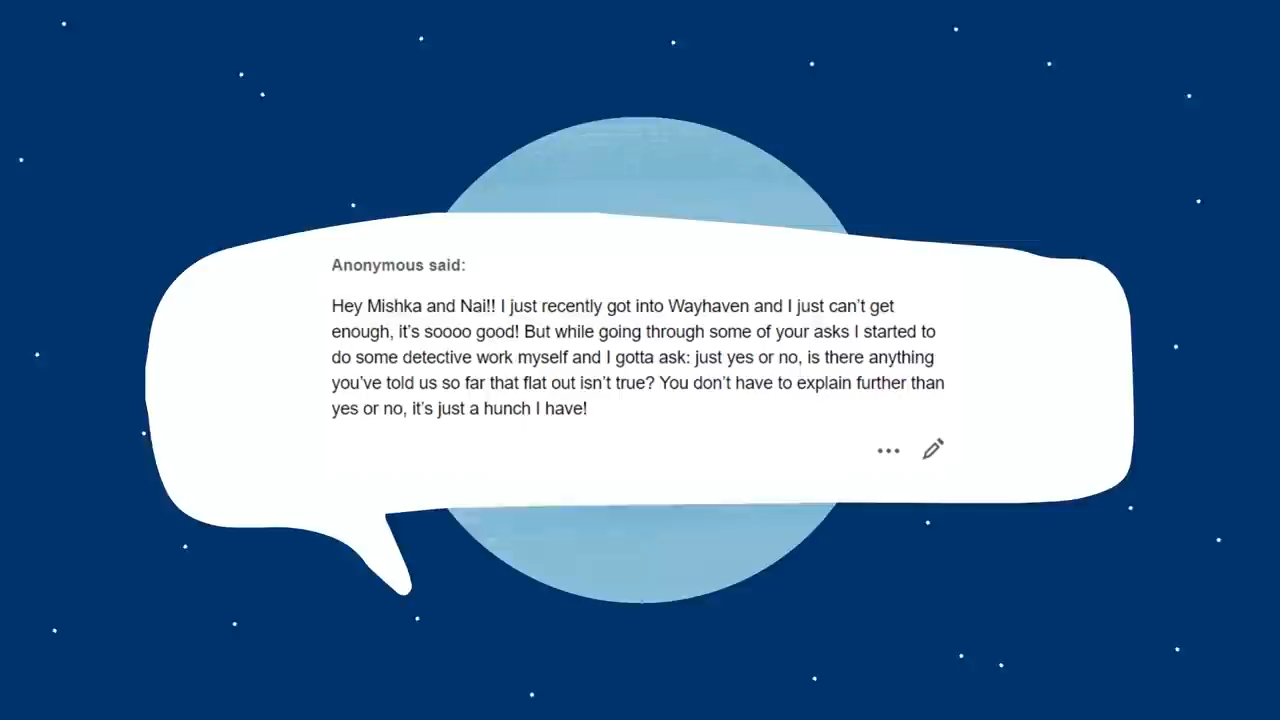 Anonymous said:
Hey Mishka and Nai!! I just recently got into Wayhaven and I just can’t get
enough, it’s soooo good! But while going through some of your asks I started to
do some detective work myself and I gotta ask: just yes or no, is there anything
you’ve told us so far that flat out isn’t true? You don’t have to explain further than
yes or no, it’s just a hunch I have!